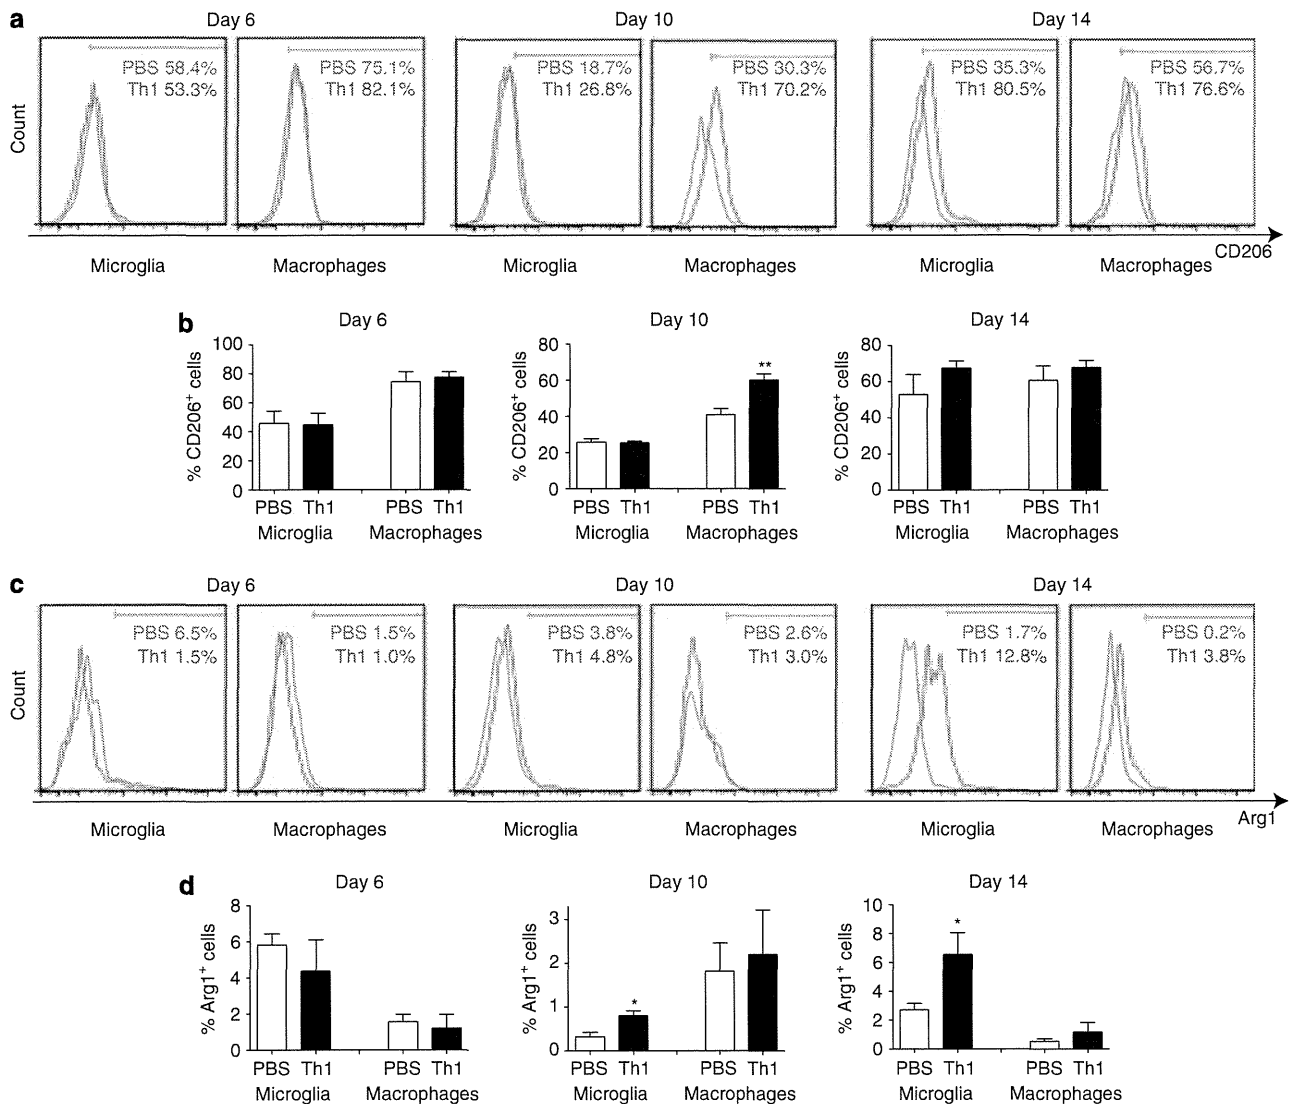 a
Day 6
Day 10
Day 14
Count
PBS 58.4%
Th1 53.3%
PBS 75.1%
Th1 82.1%
PBS 18.7%
Th1 26.8%
PBS 30.3%
Th1 70.2%
PBS 35.3%
Th1 80.5%
PBS 56.7%
Th1 76.6%
CD206
Microglia
Macrophages
Microglia
Macrophages
Microglia
Macrophages
b
Day 6
% CD206+ cells
100
80
60
40
20
0
PBS Th1 PBS Th1
Microglia Macrophages
Day 10
% CD206+ cells
80
60
40
20
0
**
PBS Th1 PBS Th1
Microglia Macrophages
Day 14
% CD206+ cells
80
60
40
20
0
PBS Th1 PBS Th1
Microglia Macrophages
c
Day 6
Day 10
Day 14
Count
PBS 6.5%
Th1 1.5%
PBS 1.5%
Th1 1.0%
PBS 3.8%
Th1 4.8%
PBS 2.6%
Th1 3.0%
PBS 1.7%
Th1 12.8%
PBS 0.2%
Th1 3.8%
Arg1
Microglia
Macrophages
Microglia
Macrophages
Microglia
Macrophages
d
Day 6
% Arg1+ cells
8
6
4
2
0
PBS Th1 PBS Th1
Microglia Macrophages
Day 10
% Arg1+ cells
3
2
1
0
*
PBS Th1 PBS Th1
Microglia Macrophages
Day 14
% Arg1+ cells
10
8
6
4
2
0
*
PBS Th1 PBS Th1
Microglia Macrophages